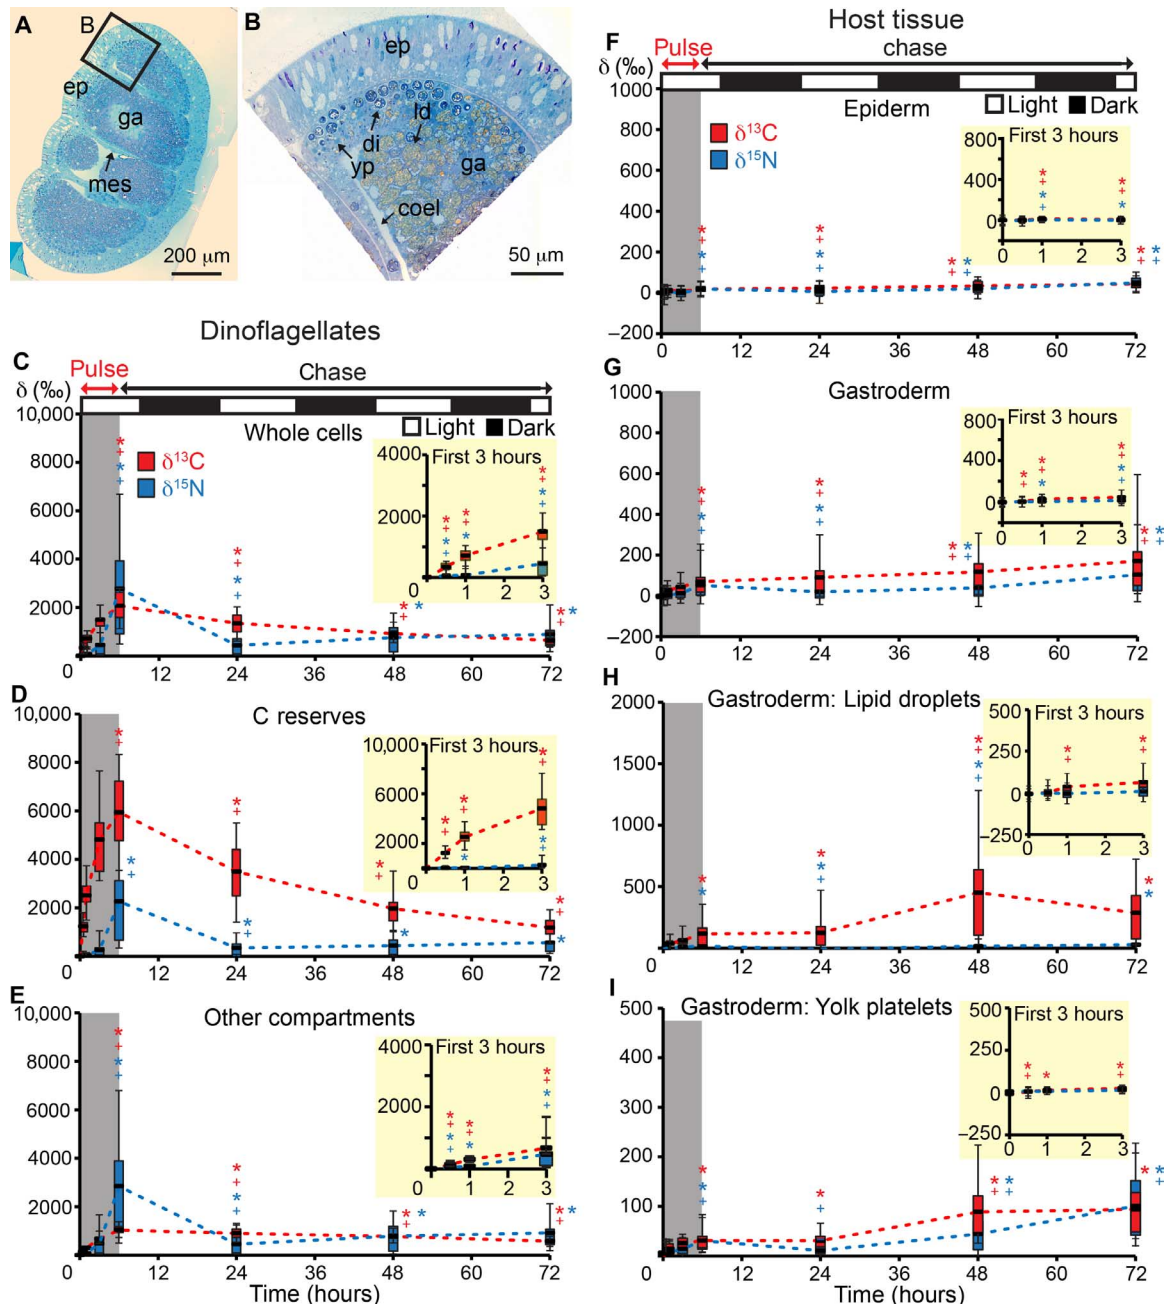 A
B
ep
ga
mes
200 μm
B
ep
ld
di
yp
ga
coel
50 μm
Dinoflagellates
C
Pulse
Chase
δ (‰)
Light Dark
Whole cells
δ¹³C
δ¹⁵N
10,000
8000
6000
4000
2000
0
0 12 24 36 48 60 72
First 3 hours
4000
2000
0 1 2 3
* + * +
D
C reserves
10,000
8000
6000
4000
2000
0
0 12 24 36 48 60 72
First 3 hours
10,000
8000
6000
4000
2000
0
0 1 2 3
E
Other compartments
10,000
8000
6000
4000
2000
0
0 12 24 36 48 60 72
Time (hours)
First 3 hours
4000
2000
0 1 2 3
Host tissue
F
Pulse
chase
δ (‰)
Light Dark
Epiderm
δ¹³C
δ¹⁵N
1000
800
600
400
200
0
–200
0 12 24 36 48 60 72
First 3 hours
800
400
0
0 1 2 3
G
Gastroderm
1000
800
600
400
200
0
–200
0 12 24 36 48 60 72
First 3 hours
800
400
0
0 1 2 3
H
Gastroderm: Lipid droplets
2000
1500
1000
500
0
0 12 24 36 48 60 72
First 3 hours
500
250
0
–250
0 1 2 3
I
Gastroderm: Yolk platelets
500
400
300
200
100
0
0 12 24 36 48 60 72
Time (hours)
First 3 hours
500
250
0
–250
0 1 2 3